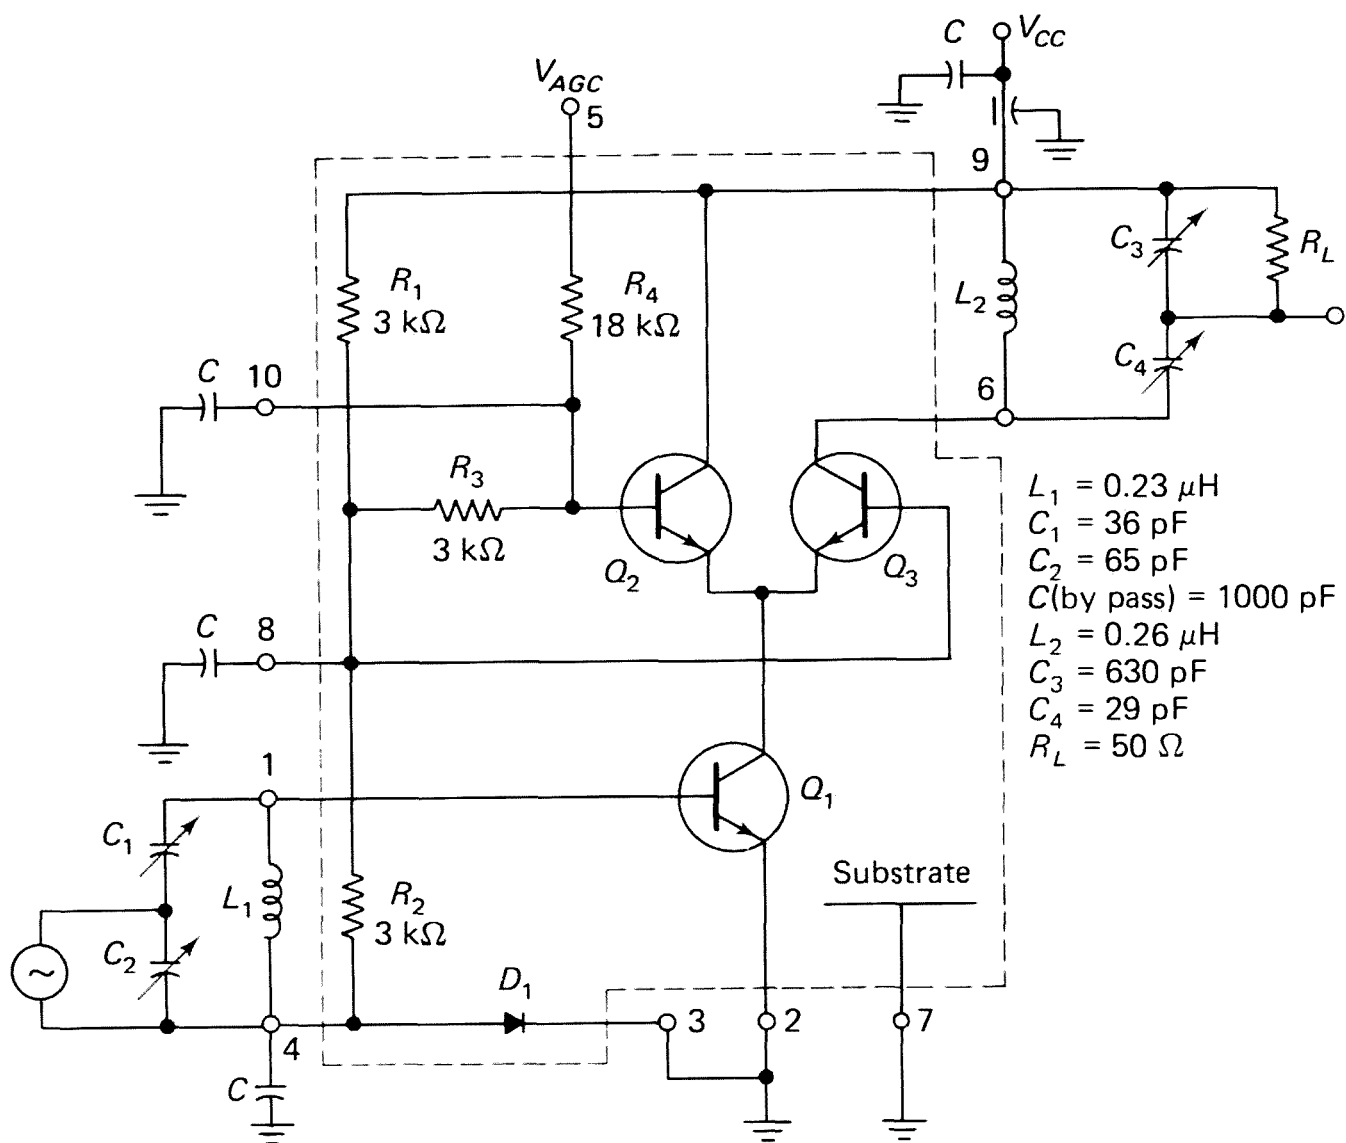 C
V_CC
V_AGC
5
9
R_1
3 kΩ
R_4
18 kΩ
C_3
R_L
L_2
C_4
C
10
6
R_3
3 kΩ
Q_2
Q_3
L_1 = 0.23 μH
C_1 = 36 pF
C_2 = 65 pF
C(by pass) = 1000 pF
L_2 = 0.26 μH
C_3 = 630 pF
C_4 = 29 pF
R_L = 50 Ω
C
8
1
Q_1
C_1
L_1
R_2
3 kΩ
Substrate
C_2
D_1
~
4
3
2
7
C